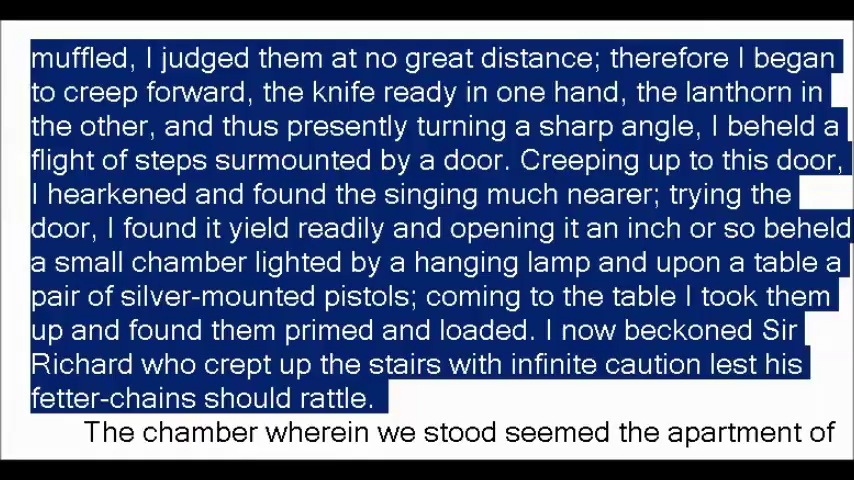 muffled, I judged them at no great distance; therefore I began
to creep forward, the knife ready in one hand, the lanthorn in
the other, and thus presently turning a sharp angle, I beheld a
flight of steps surmounted by a door. Creeping up to this door,
I hearkened and found the singing much nearer; trying the
door, I found it yield readily and opening it an inch or so beheld
a small chamber lighted by a hanging lamp and upon a table a
pair of silver-mounted pistols; coming to the table I took them
up and found them primed and loaded. I now beckoned Sir
Richard who crept up the stairs with infinite caution lest his
fetter-chains should rattle.
The chamber wherein we stood seemed the apartment of